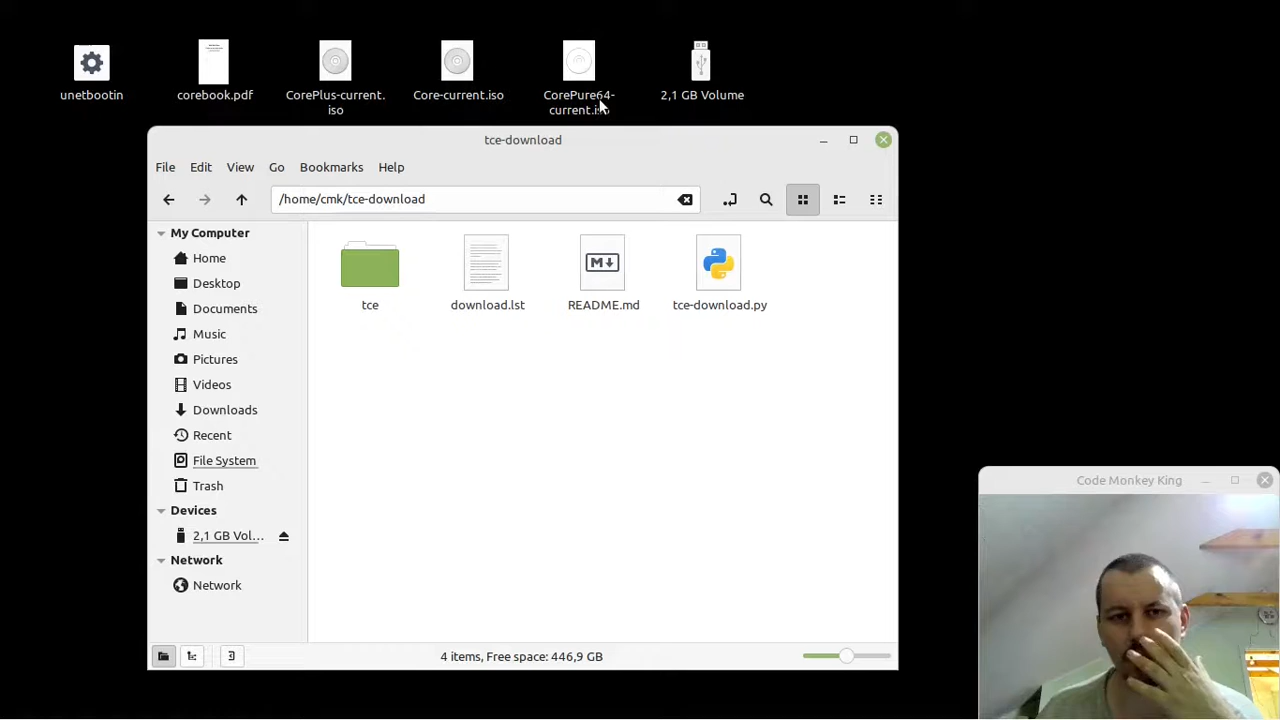 unetbootin
corebook.pdf
CorePlus-current.
iso
Core-current.iso
CorePure64-
current.iso
2,1 GB Volume
tce-download
File Edit View Go Bookmarks Help
/home/cmk/tce-download
My Computer
Home
Desktop
Documents
Music
Pictures
Videos
Downloads
Recent
File System
Trash
Devices
2,1 GB Vol...
Network
Network
tce
download.lst
README.md
tce-download.py
4 items, Free space: 446,9 GB
Code Monkey King